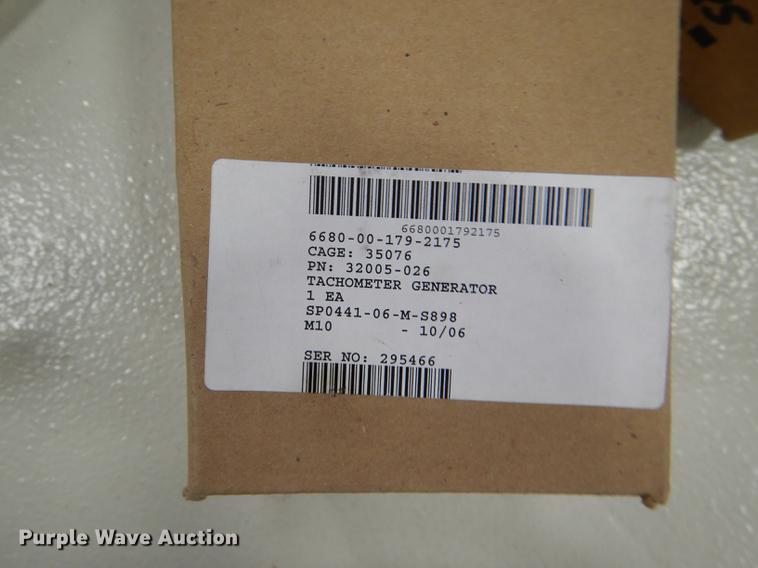 6680001792175
6680-00-179-2175
CAGE: 35076
PN: 32005-026
TACHOMETER GENERATOR
1 EA
SP0441-06-M-S898
M10 - 10/06
SER NO: 295466
Purple Wave Auction